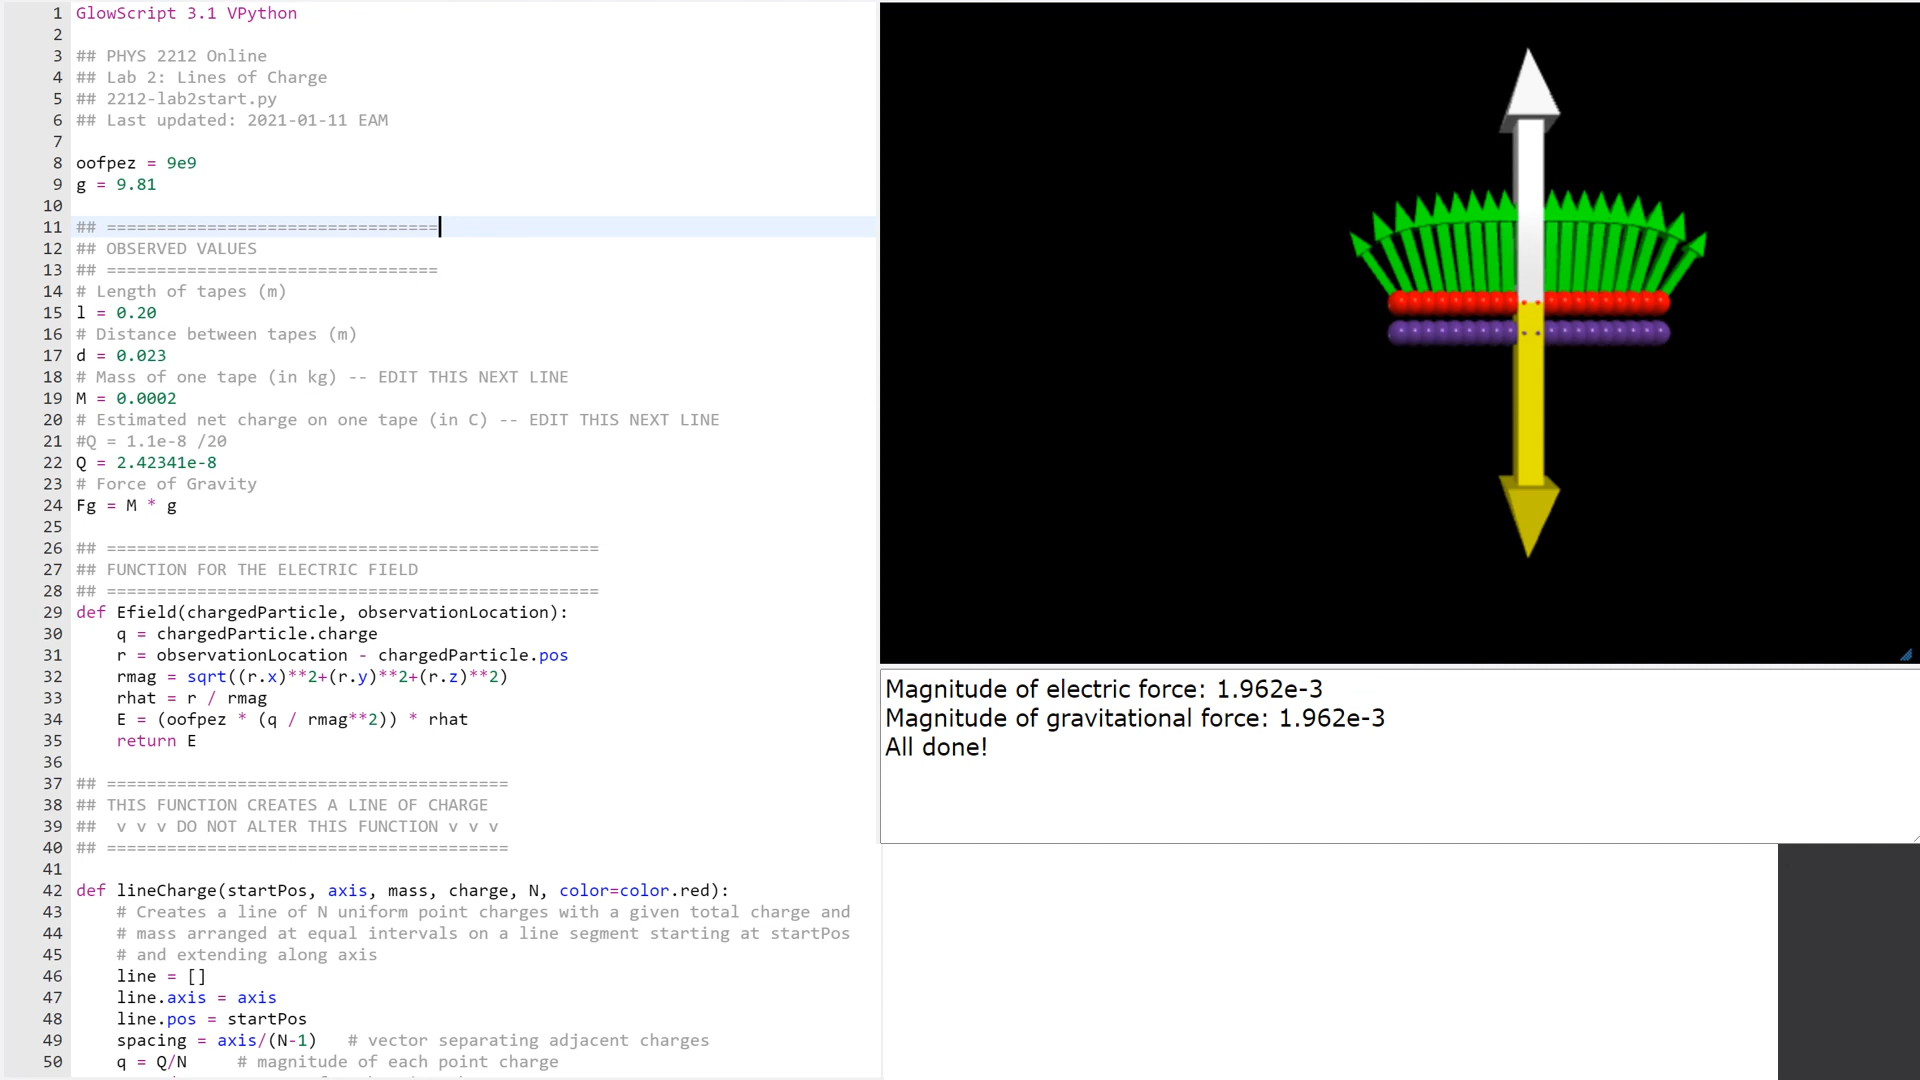 1 GlowScript 3.1 VPython
2
3 ## PHYS 2212 Online
4 ## Lab 2: Lines of Charge
5 ## 2212-lab2start.py
6 ## Last updated: 2021-01-11 EAM
7
8 oofpez = 9e9
9 g = 9.81
10
11 ## =================================
12 ## OBSERVED VALUES
13 ## =================================
14 # Length of tapes (m)
15 l = 0.20
16 # Distance between tapes (m)
17 d = 0.023
18 # Mass of one tape (in kg) -- EDIT THIS NEXT LINE
19 M = 0.0002
20 # Estimated net charge on one tape (in C) -- EDIT THIS NEXT LINE
21 #Q = 1.1e-8 /20
22 Q = 2.42341e-8
23 # Force of Gravity
24 Fg = M * g
25
26 ## =================================================
27 ## FUNCTION FOR THE ELECTRIC FIELD
28 ## =================================================
29 def Efield(chargedParticle, observationLocation):
30     q = chargedParticle.charge
31     r = observationLocation - chargedParticle.pos
32     rmag = sqrt((r.x)**2+(r.y)**2+(r.z)**2)
33     rhat = r / rmag
34     E = (oofpez * (q / rmag**2)) * rhat
35     return E
36
37 ## ========================================
38 ## THIS FUNCTION CREATES A LINE OF CHARGE
39 ##  v v v DO NOT ALTER THIS FUNCTION v v v
40 ## ========================================
41
42 def lineCharge(startPos, axis, mass, charge, N, color=color.red):
43     # Creates a line of N uniform point charges with a given total charge and
44     # mass arranged at equal intervals on a line segment starting at startPos
45     # and extending along axis
46     line = []
47     line.axis = axis
48     line.pos = startPos
49     spacing = axis/(N-1)   # vector separating adjacent charges
50     q = Q/N     # magnitude of each point charge
Magnitude of electric force: 1.962e-3
Magnitude of gravitational force: 1.962e-3
All done!